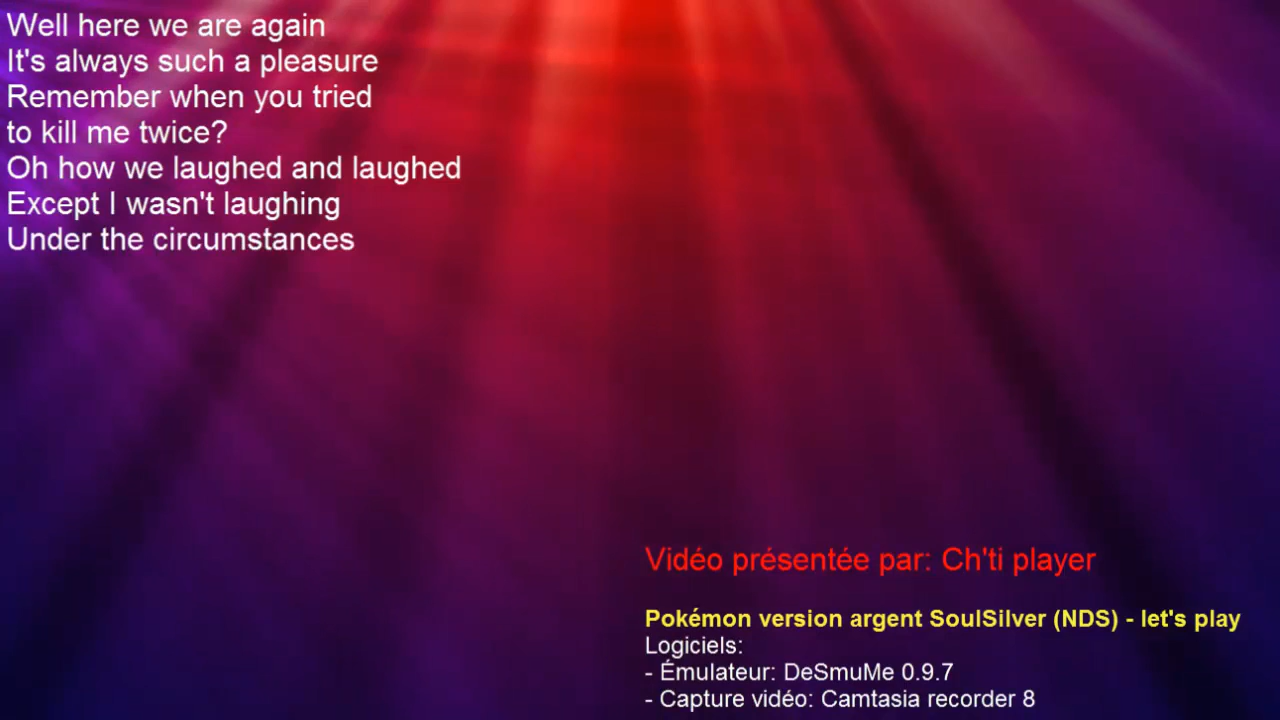 Well here we are again
It's always such a pleasure
Remember when you tried
to kill me twice?
Oh how we laughed and laughed
Except I wasn't laughing
Under the circumstances
Vidéo présentée par: Ch'ti player
Pokémon version argent SoulSilver (NDS) - let's play
Logiciels:
- Émulateur: DeSmuMe 0.9.7
- Capture vidéo: Camtasia recorder 8